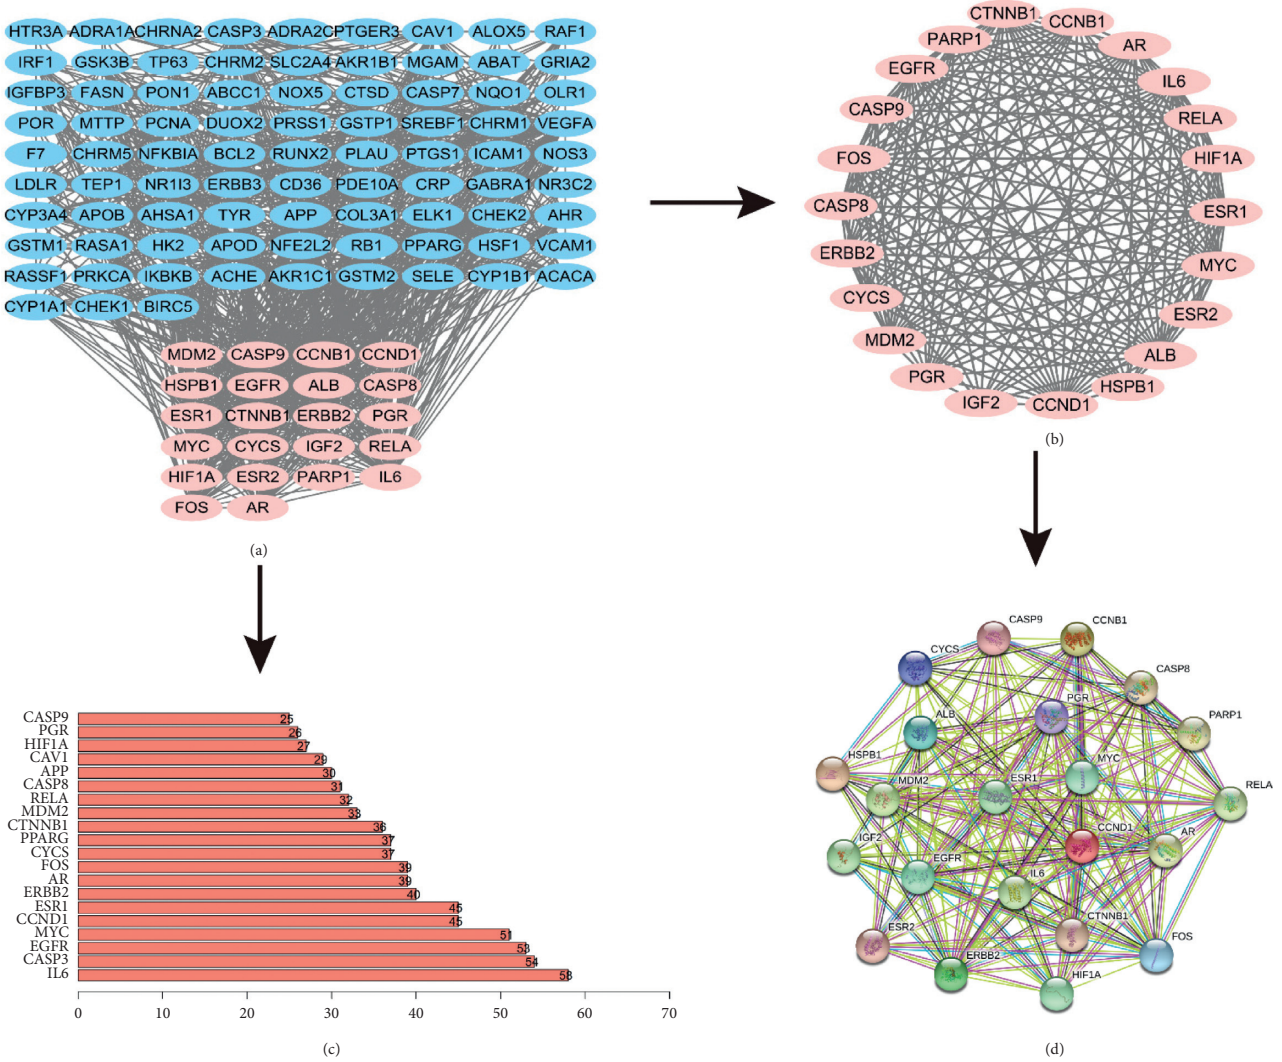 HTR3A ADRA1A CHRNA2 CASP3 ADRA2C PTGER3 CAV1 ALOX5 RAF1
IRF1 GSK3B TP63 CHRM2 SLC2A4 AKR1B1 MGAM ABAT GRIA2
IGFBP3 FASN PON1 ABCC1 NOX5 CTSD CASP7 NQO1 OLR1
POR MTTP PCNA DUOX2 PRSS1 GSTP1 SREBF1 CHRM1 VEGFA
F7 CHRM5 NFKBIA BCL2 RUNX2 PLAU PTGS1 ICAM1 NOS3
LDLR TEP1 NR1I3 ERBB3 CD36 PDE10A CRP GABRA1 NR3C2
CYP3A4 APOB AHSA1 TYR APP COL3A1 ELK1 CHEK2 AHR
GSTM1 RASA1 HK2 APOD NFE2L2 RB1 PPARG HSF1 VCAM1
RASSF1 PRKCA IKBKB ACHE AKR1C1 GSTM2 SELE CYP1B1 ACACA
CYP1A1 CHEK1 BIRC5
MDM2 CASP9 CCNB1 CCND1
HSPB1 EGFR ALB CASP8
ESR1 CTNNB1 ERBB2 PGR
MYC CYCS IGF2 RELA
HIF1A ESR2 PARP1 IL6
FOS AR
(a)
CTNNB1
CCNB1
AR
IL6
RELA
HIF1A
ESR1
MYC
ESR2
ALB
HSPB1
CCND1
IGF2
PGR
MDM2
CYCS
ERBB2
CASP8
FOS
CASP9
EGFR
PARP1
(b)
CASP9 25
PGR 26
HIF1A 27
CAV1 29
APP 30
CASP8 31
RELA 32
MDM2 33
CTNNB1 36
PPARG 37
CYCS 37
FOS 39
AR 39
ERBB2 40
ESR1 45
CCND1 45
MYC 51
EGFR 53
CASP3 54
IL6 58
0 10 20 30 40 50 60 70
(c)
CASP9
CCNB1
CYCS
CASP8
PGR
ALB
PARP1
HSPB1
MYC
MDM2
ESR1
RELA
CCND1
IGF2
AR
EGFR
IL6
CTNNB1
ESR2
FOS
ERBB2
HIF1A
(d)